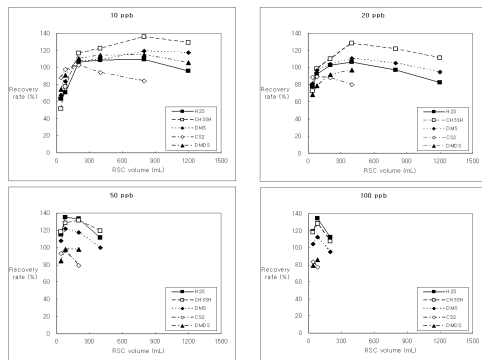 10 ppb
160
140
120
100
Recovery 80
rate (%)
60
40
20
0
0 300 600 900 1200 1500
RSC volume (mL)
H2S
CH3SH
DMS
CS2
DMDS
20 ppb
140
120
100
80
Recovery
rate (%) 60
40
20
0
0 300 600 900 1200 1500
RSC volume (mL)
H2S
CH3SH
DMS
CS2
DMDS
50 ppb
140
120
100
80
Recovery
rate (%) 60
40
20
0
0 300 600 900 1200 1500
RSC volume (mL)
H2S
CH3SH
DMS
CS2
DMDS
100 ppb
160
140
120
100
Recovery 80
rate (%)
60
40
20
0
0 300 600 900 1200 1500
RSC volume (mL)
H2S
CH3SH
DMS
CS2
DMDS